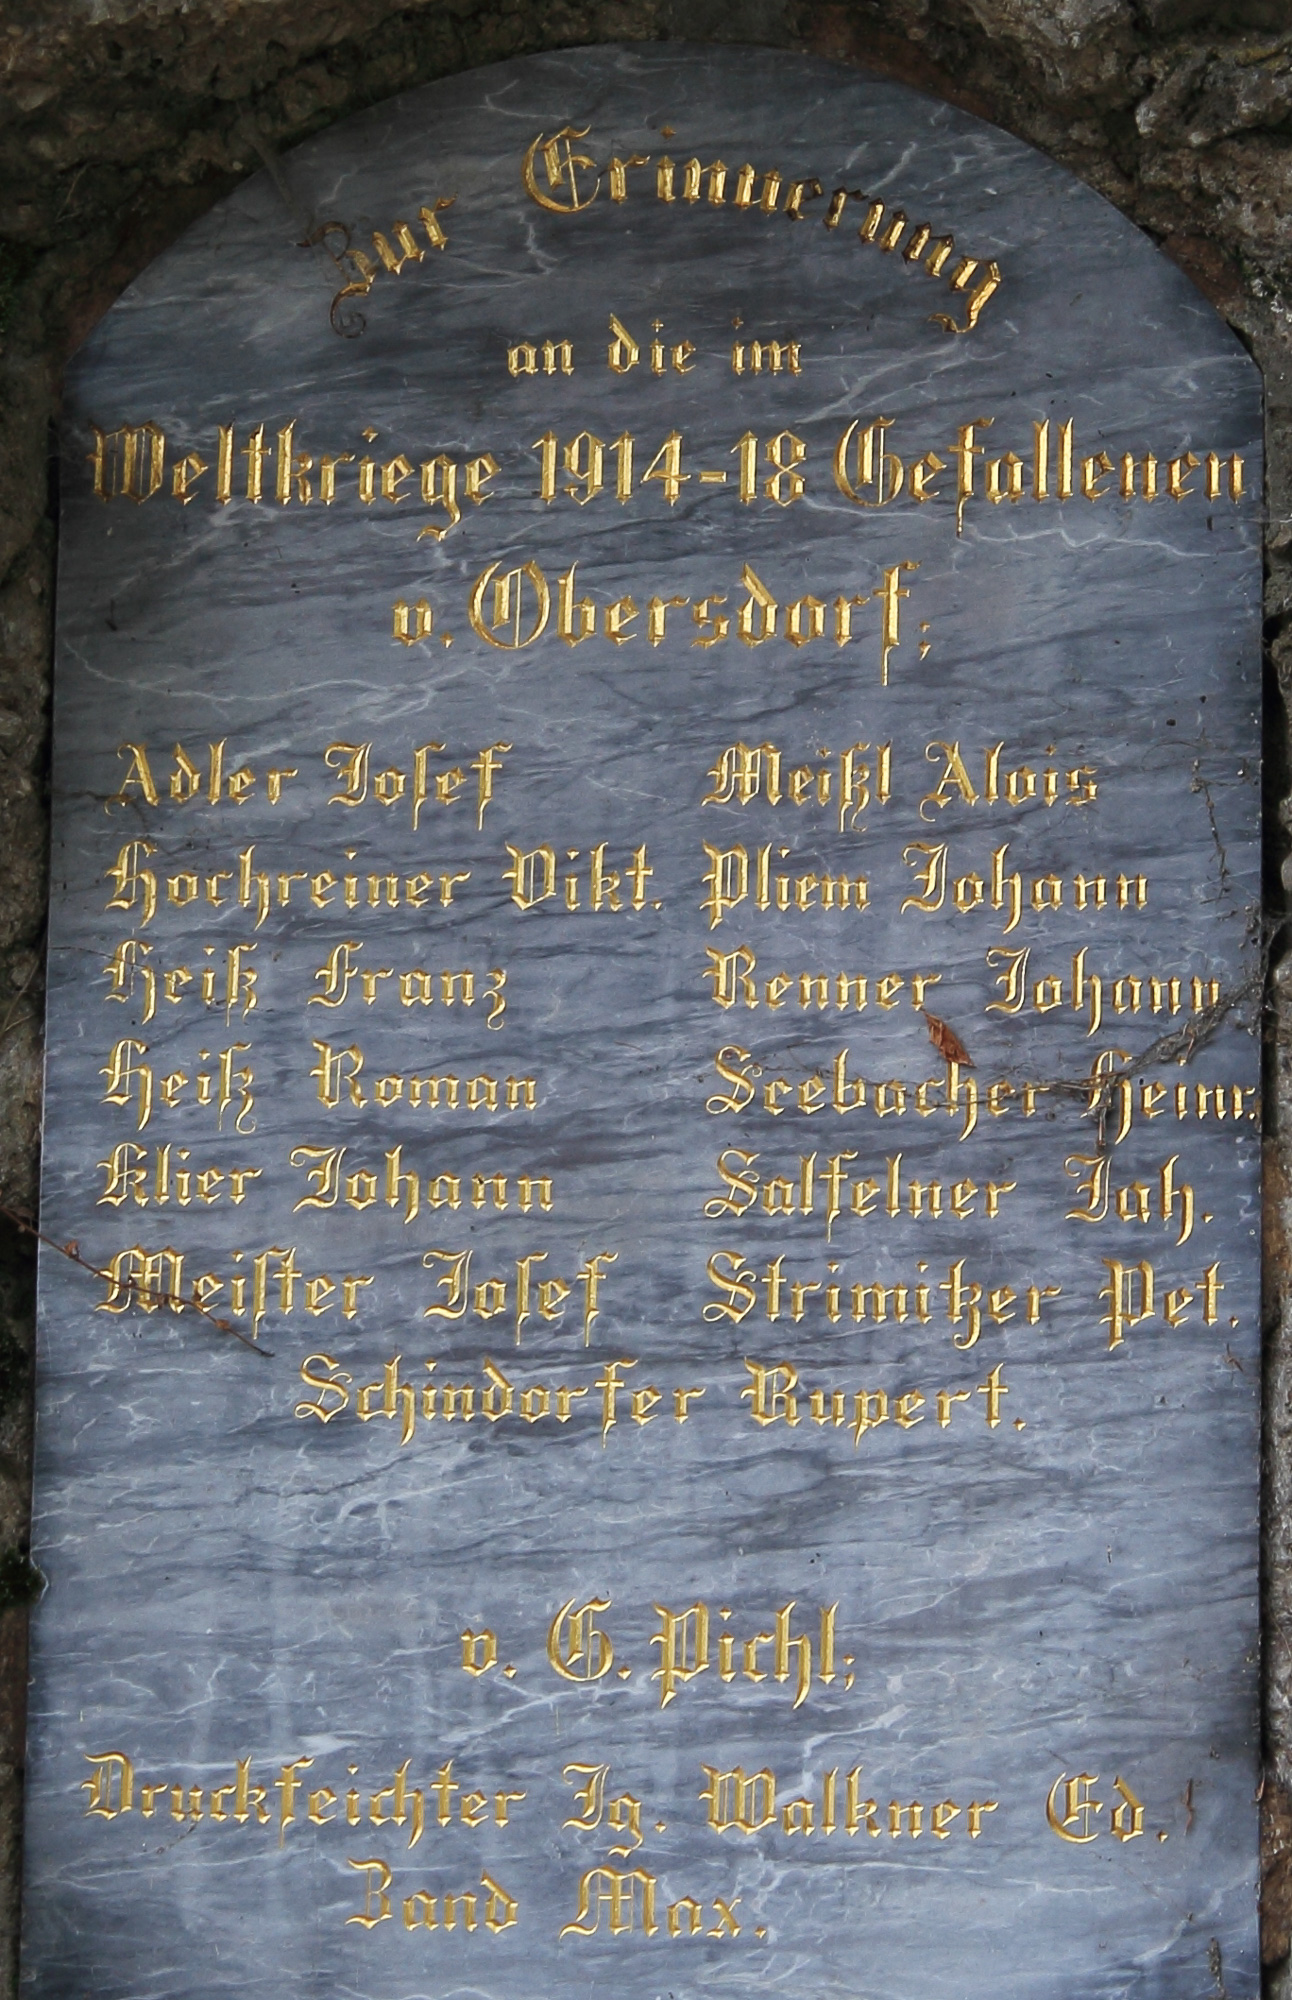 Zur Erinnerung
an die im
Weltkriege 1914-18 Gefallenen
v. Obersdorf;
Adler Josef Meißl Alois
Hochreiner Vikt. Pliem Johann
Heiß Franz Renner Johann
Heiß Roman Seebacher Heinr.
Klier Johann Salfelner Joh.
Meister Josef Strimitzer Pet.
Schindorfer Rupert.
v. G. Pichl;
Druckfeichter Ig. Walkner Ed.
Zand Max.